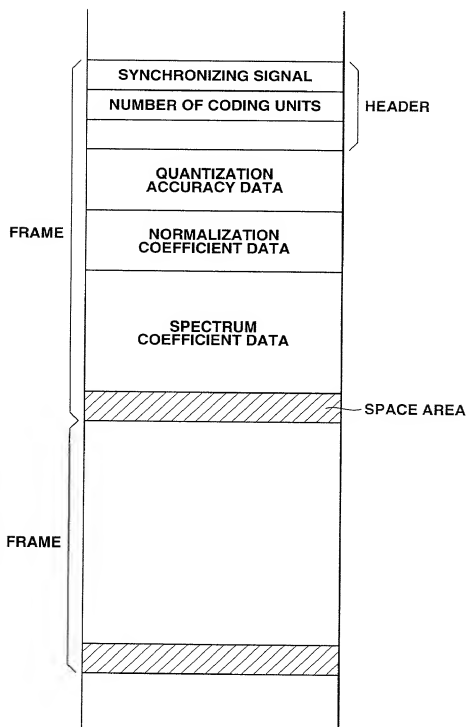 SYNCHRONIZING SIGNAL
NUMBER OF CODING UNITS
HEADER
QUANTIZATION
ACCURACY DATA
FRAME
NORMALIZATION
COEFFICIENT DATA
SPECTRUM
COEFFICIENT DATA
SPACE AREA
FRAME